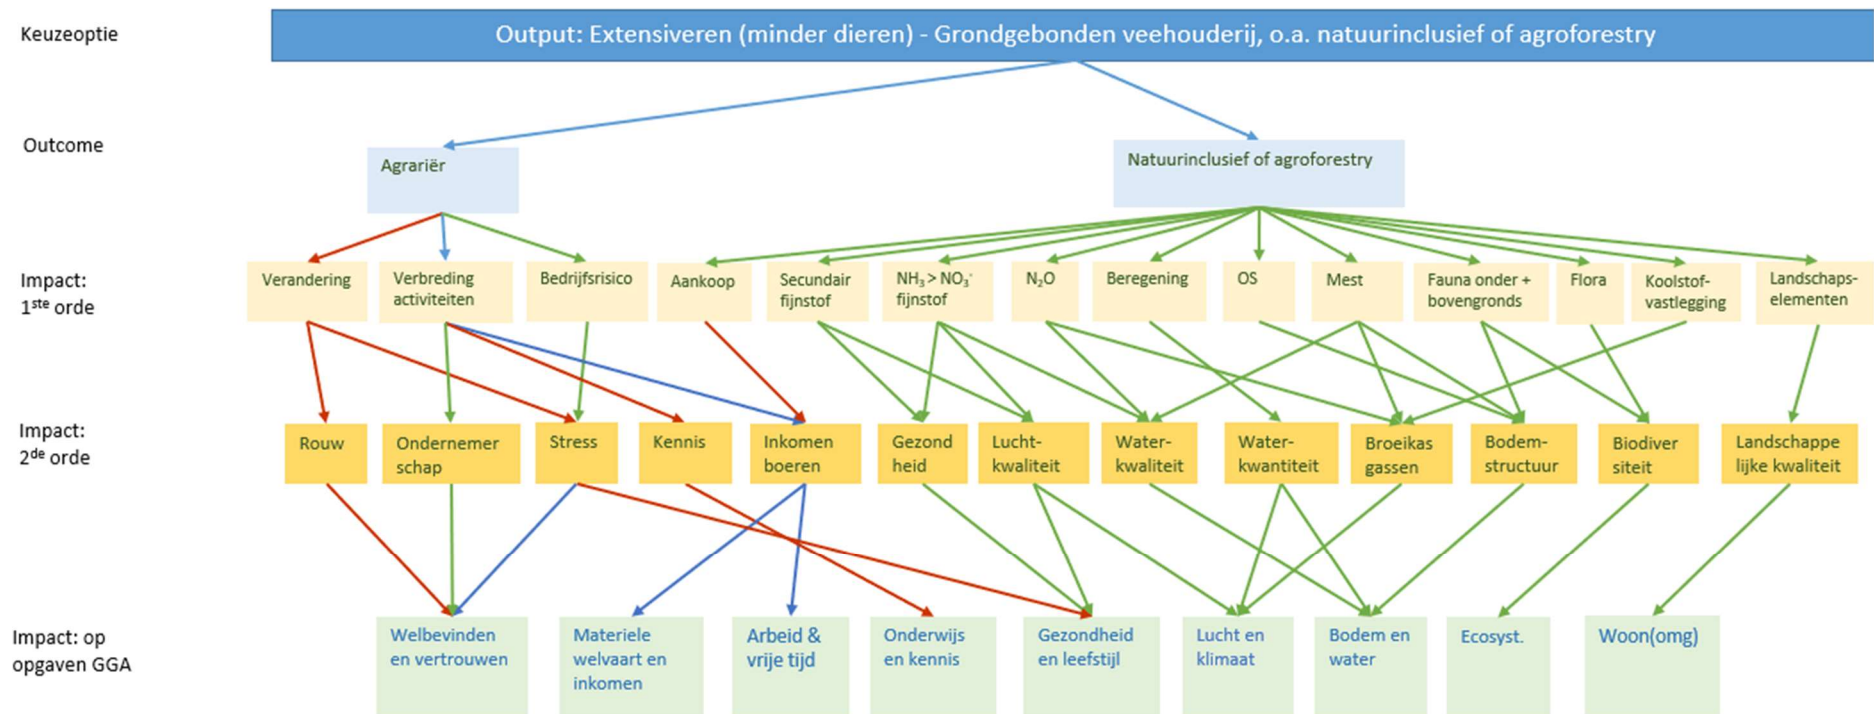 Keuzeoptie
Output: Extensiveren (minder dieren) - Grondgebonden veehouderij, o.a. natuurinclusief of agroforestry
Outcome
Agrariër
Natuurinclusief of agroforestry
Impact:
1ste orde
Verandering
Verbreding
activiteiten
Bedrijfsrisico
Aankoop
Secundair
fijnstof
NH₃ > NO₃⁻
fijnstof
N₂O
Beregening
OS
Mest
Fauna onder +
bovengronds
Flora
Koolstof-
vastlegging
Landschaps-
elementen
Impact:
2de orde
Rouw
Ondernemer
schap
Stress
Kennis
Inkomen
boeren
Gezond
heid
Lucht-
kwaliteit
Water-
kwaliteit
Water-
kwantiteit
Broeikas
gassen
Bodem-
structuur
Biodiver
siteit
Landschappe
lijke kwaliteit
Impact: op
opgaven GGA
Welbevinden
en vertrouwen
Materiele
welvaart en
inkomen
Arbeid &
vrije tijd
Onderwijs
en kennis
Gezondheid
en leefstijl
Lucht en
klimaat
Bodem en
water
Ecosyst.
Woon(omg)